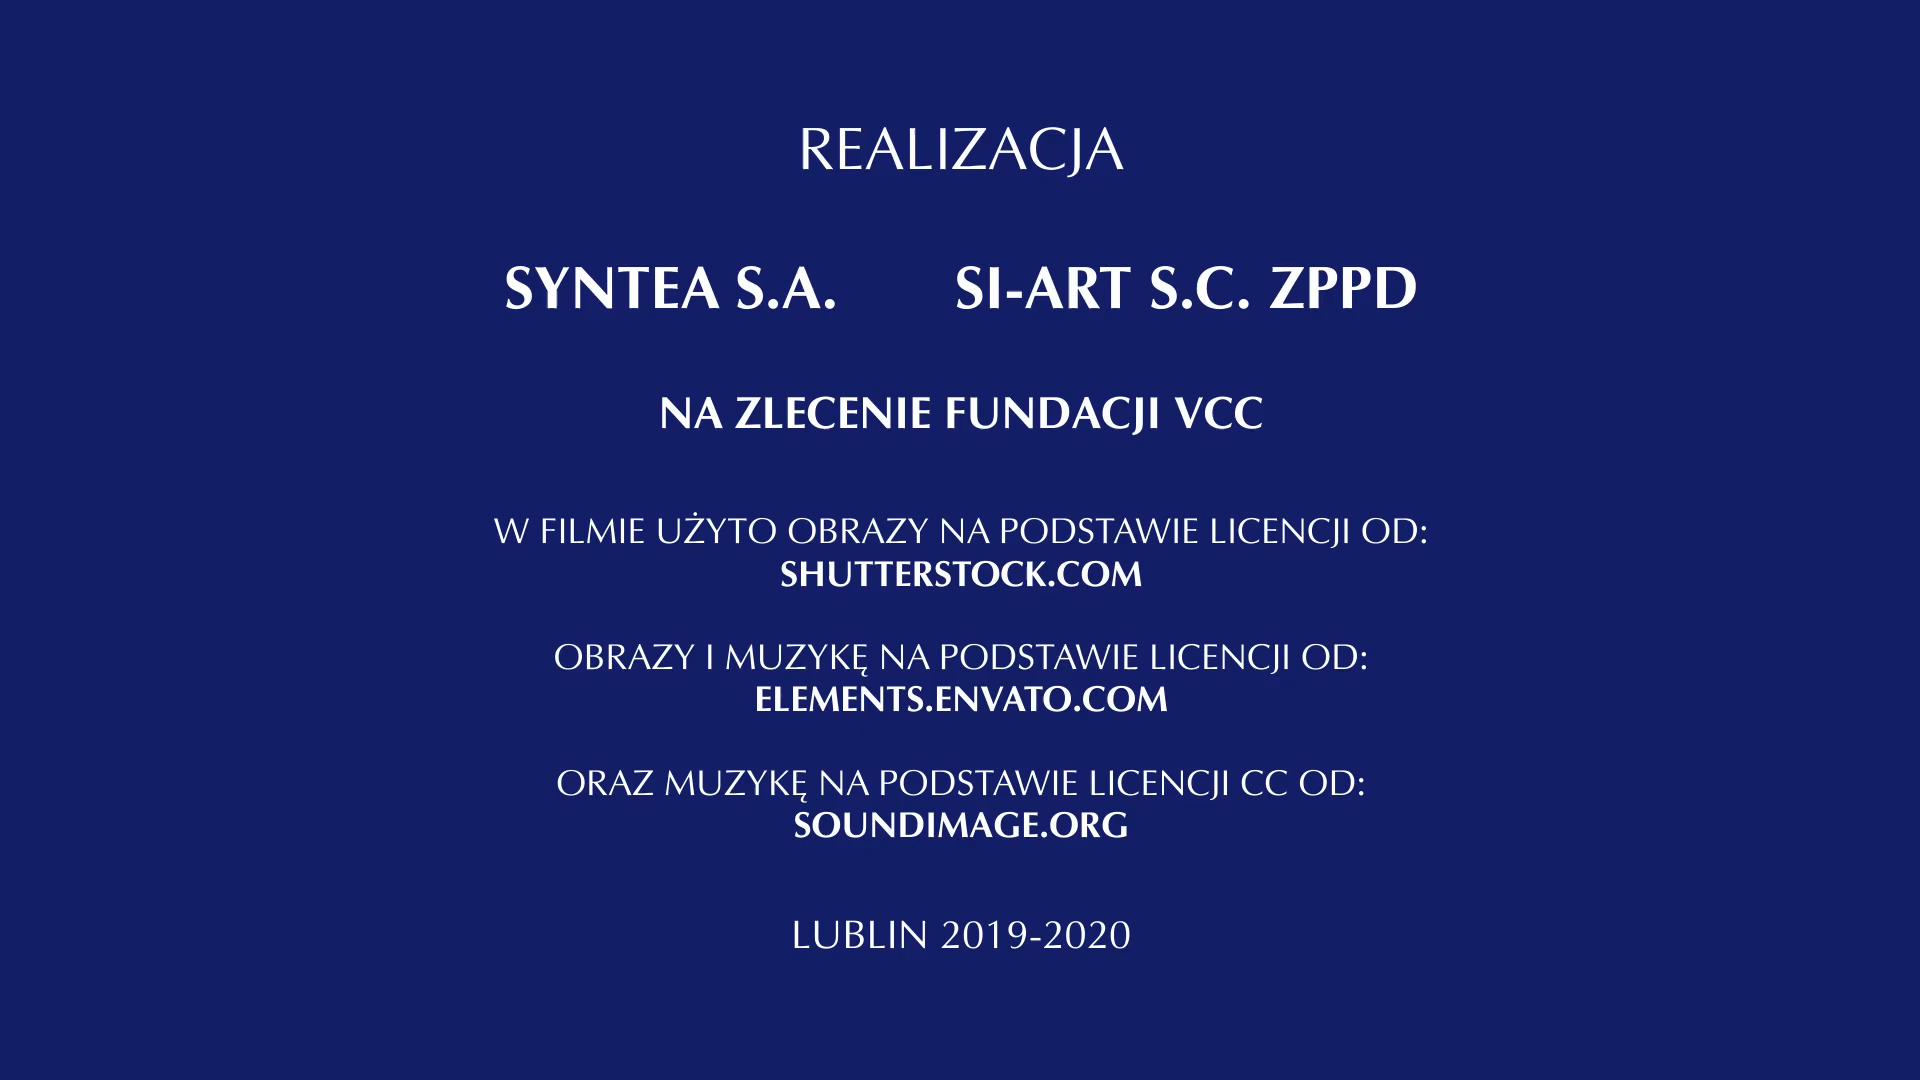 REALIZACJA
SYNTEA S.A. SI-ART S.C. ZPPD
NA ZLECENIE FUNDACJI VCC
W FILMIE UŻYTO OBRAZY NA PODSTAWIE LICENCJI OD:
SHUTTERSTOCK.COM
OBRAZY I MUZYKĘ NA PODSTAWIE LICENCJI OD:
ELEMENTS.ENVATO.COM
ORAZ MUZYKĘ NA PODSTAWIE LICENCJI CC OD:
SOUNDIMAGE.ORG
LUBLIN 2019-2020